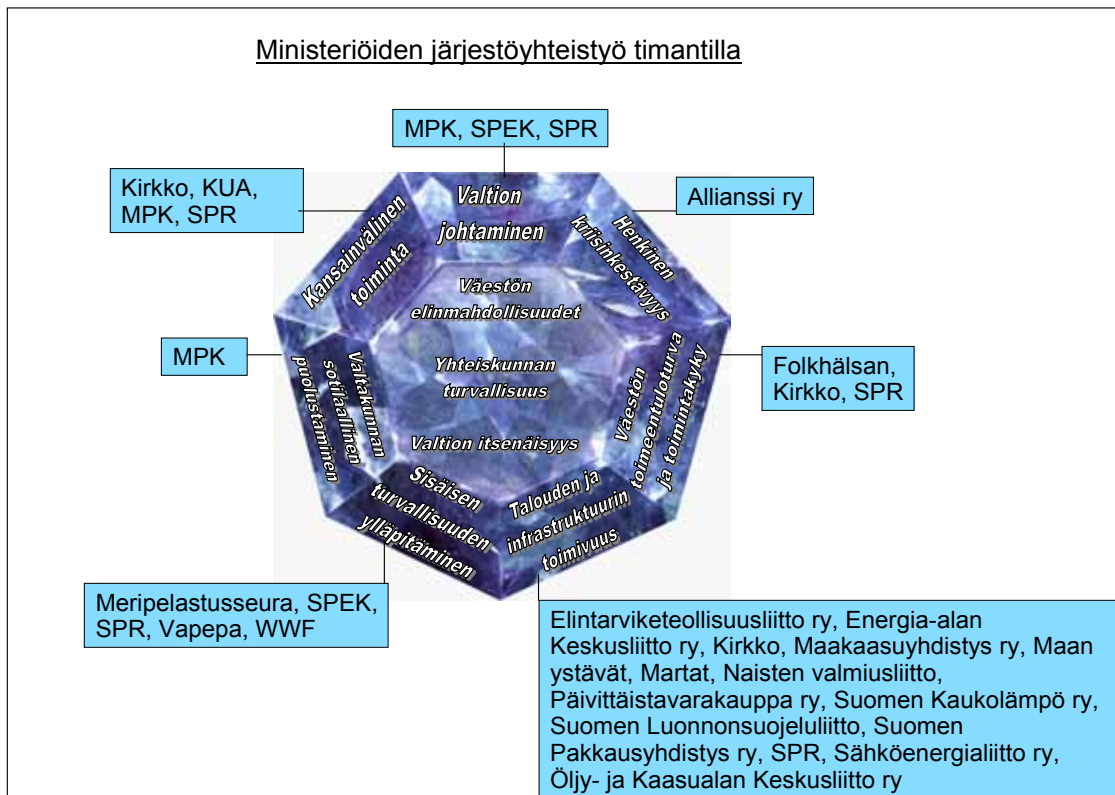 Ministeriöiden järjestöyhteistyö timantilla
MPK, SPEK, SPR
Kirkko, KUA,
MPK, SPR
Allianssi ry
Valtion
johtaminen
Kansainvälinen
toiminta
Henkinen
kriisinkestävyys
Väestön
elinmahdollisuudet
MPK
Yhteiskunnan
turvallisuus
Folkhälsan,
Kirkko, SPR
Valtakunnan
sotilaallinen
puolustaminen
Väestön
toimeentuloturva
ja toimintakyky
Valtion itsenäisyys
Sisäisen
turvallisuuden
ylläpitäminen
Talouden ja
infrastruktuurin
toimivuus
Meripelastusseura, SPEK,
SPR, Vapepa, WWF
Elintarviketeollisuusliitto ry, Energia-alan
Keskusliitto ry, Kirkko, Maakaasuyhdistys ry, Maan
ystävät, Martat, Naisten valmiusliitto,
Päivittäistavarakauppa ry, Suomen Kaukolämpö ry,
Suomen Luonnonsuojeluliitto, Suomen
Pakkausyhdistys ry, SPR, Sähköenergialiitto ry,
Öljy- ja Kaasualan Keskusliitto ry